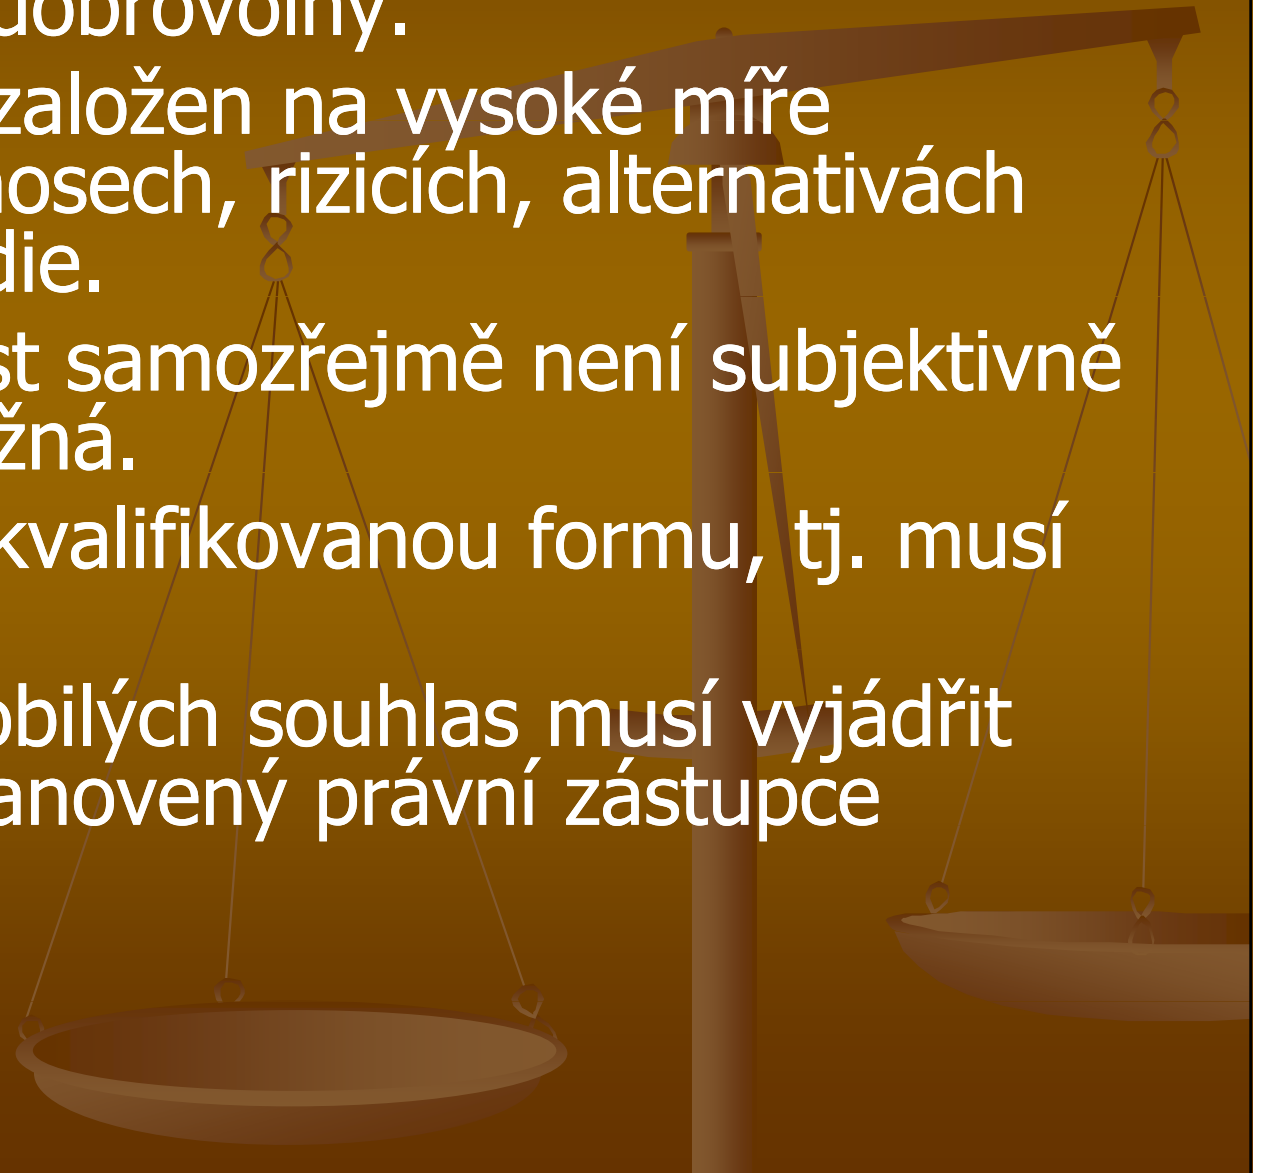 dobrovolný.
založen na vysoké míře
nosech, rizicích, alternativách
die.
st samozřejmě není subjektivně
žná.
kvalifikovanou formu, tj. musí
obilých souhlas musí vyjádřit
anovený právní zástupce